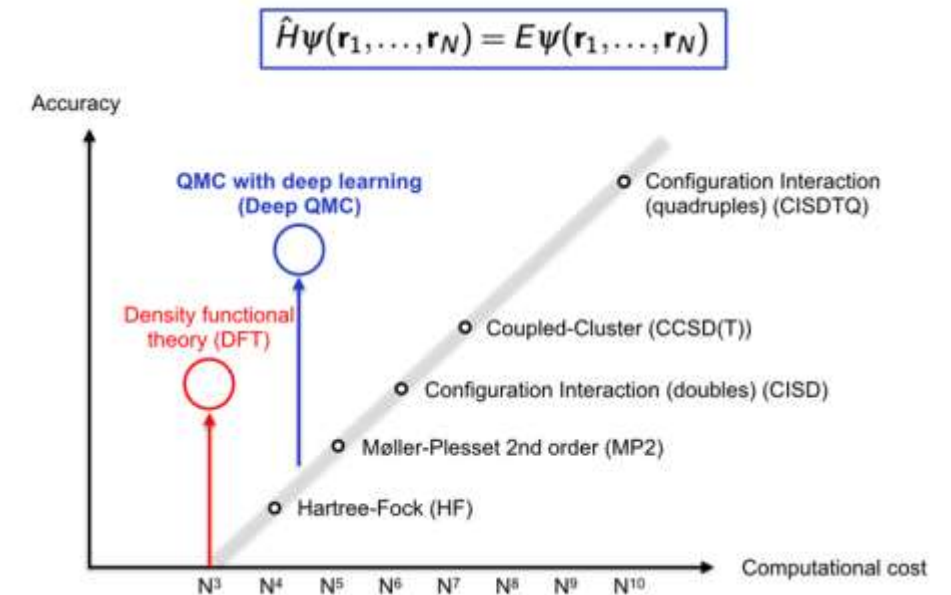 Ĥψ(r₁,…,r_N) = Eψ(r₁,…,r_N)
Accuracy
QMC with deep learning
(Deep QMC)
Configuration Interaction
(quadruples) (CISDTQ)
Density functional
theory (DFT)
Coupled-Cluster (CCSD(T))
Configuration Interaction (doubles) (CISD)
Møller-Plesset 2nd order (MP2)
Hartree-Fock (HF)
N³ N⁴ N⁵ N⁶ N⁷ N⁸ N⁹ N¹⁰
Computational cost